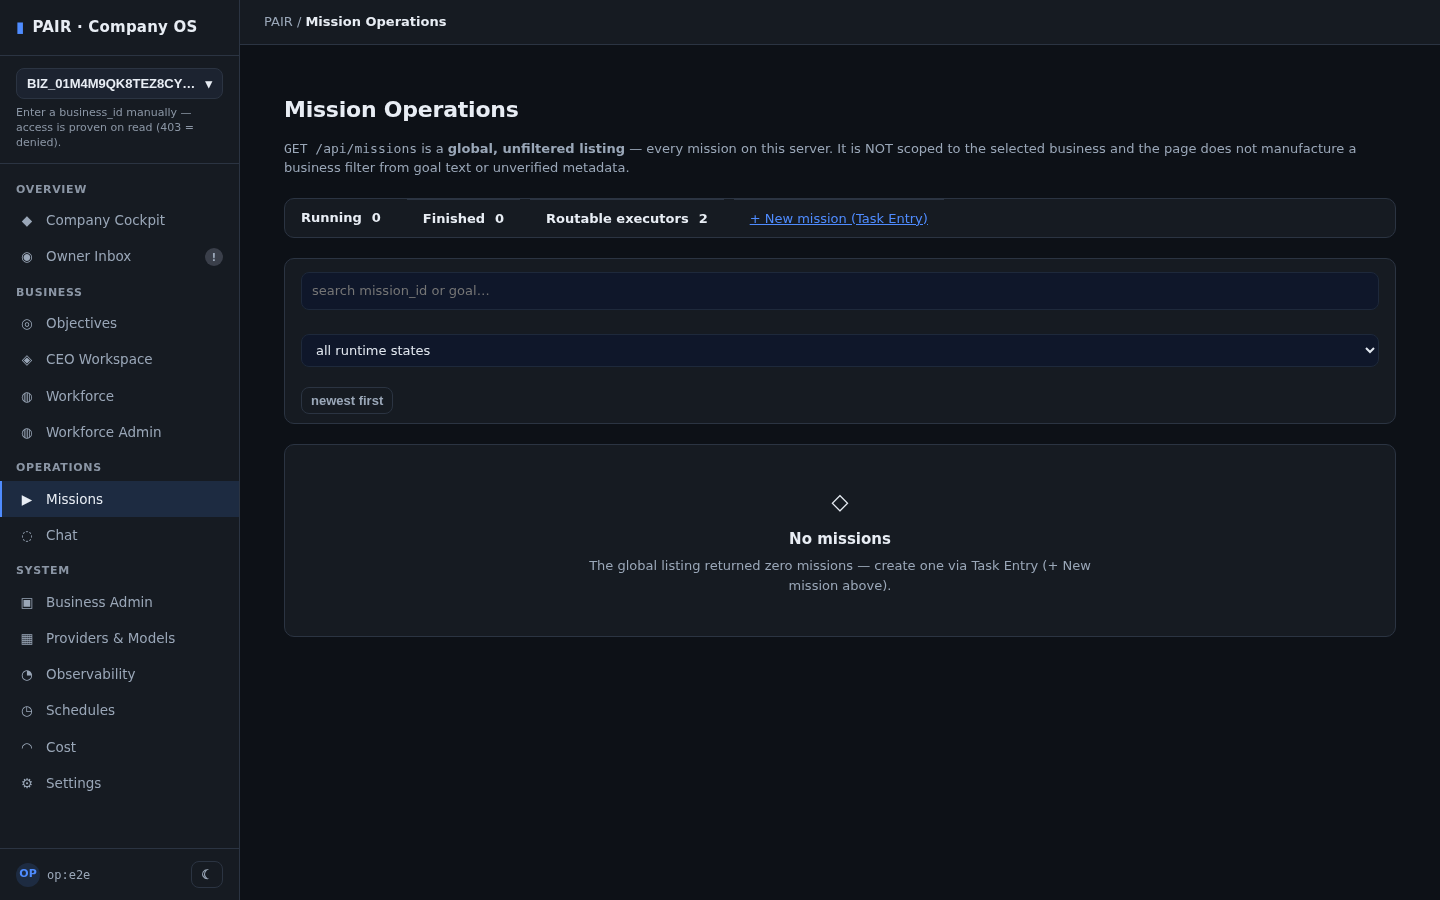 PAIR · Company OS
BIZ_01M4M9QK8TEZ8CY… ▾
Enter a business_id manually —
access is proven on read (403 =
denied).
OVERVIEW
Company Cockpit
Owner Inbox !
BUSINESS
Objectives
CEO Workspace
Workforce
Workforce Admin
OPERATIONS
Missions
Chat
SYSTEM
Business Admin
Providers & Models
Observability
Schedules
Cost
Settings
OP op:e2e
PAIR / Mission Operations
Mission Operations
GET /api/missions is a global, unfiltered listing — every mission on this server. It is NOT scoped to the selected business and the page does not manufacture a
business filter from goal text or unverified metadata.
Running 0 Finished 0 Routable executors 2 + New mission (Task Entry)
search mission_id or goal…
all runtime states
newest first
No missions
The global listing returned zero missions — create one via Task Entry (+ New
mission above).